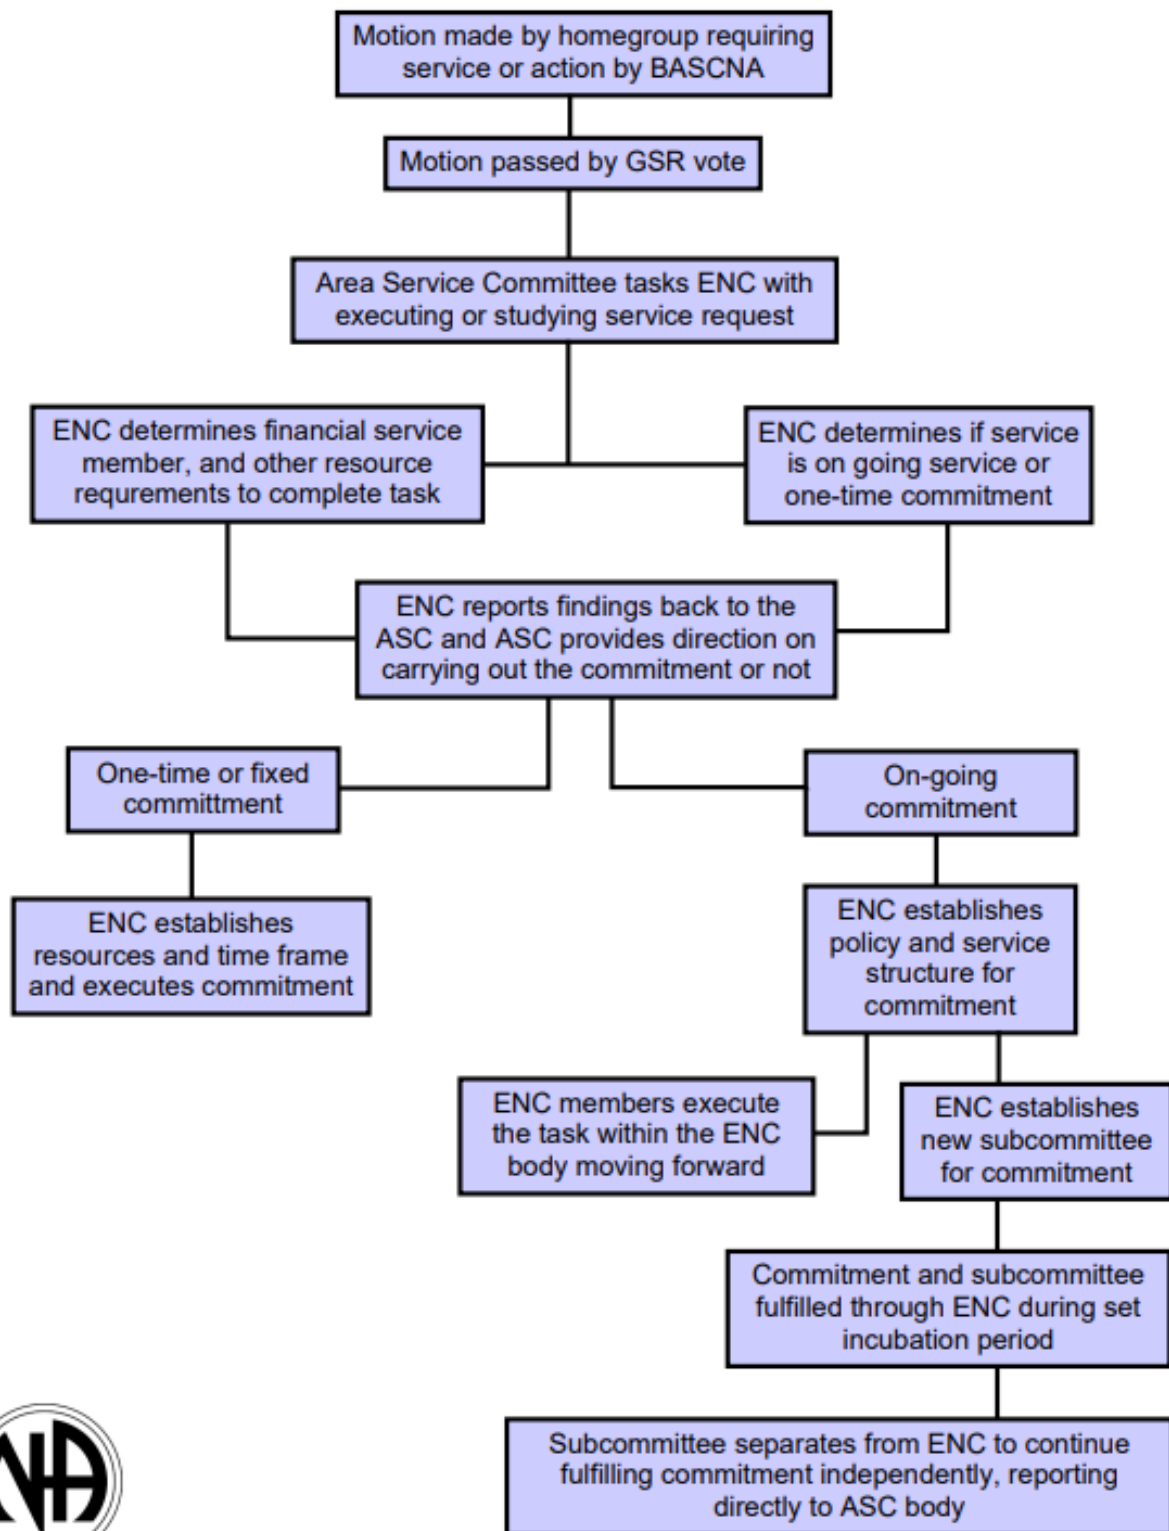 Motion made by homegroup requiring
service or action by BASCNA
Motion passed by GSR vote
Area Service Committee tasks ENC with
executing or studying service request
ENC determines financial service
member, and other resource
requrements to complete task
ENC determines if service
is on going service or
one-time commitment
ENC reports findings back to the
ASC and ASC provides direction on
carrying out the commitment or not
One-time or fixed
committment
On-going
commitment
ENC establishes
resources and time frame
and executes commitment
ENC establishes
policy and service
structure for
commitment
ENC members execute
the task within the ENC
body moving forward
ENC establishes
new subcommittee
for commitment
Commitment and subcommittee
fulfilled through ENC during set
incubation period
Subcommittee separates from ENC to continue
fulfilling commitment independently, reporting
directly to ASC body
NA